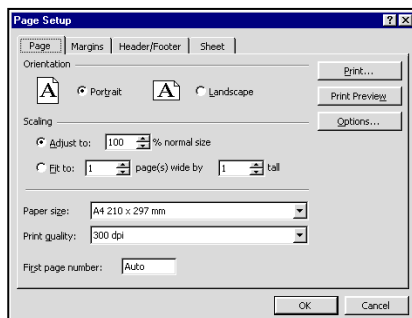 Page Setup
Page Margins Header/Footer Sheet
Orientation
A Portrait A Landscape
Print...
Print Preview
Options...
Scaling
Adjust to: 100 % normal size
Fit to: 1 page(s) wide by 1 tall
Paper size: A4 210 x 297 mm
Print quality: 300 dpi
First page number: Auto
OK Cancel